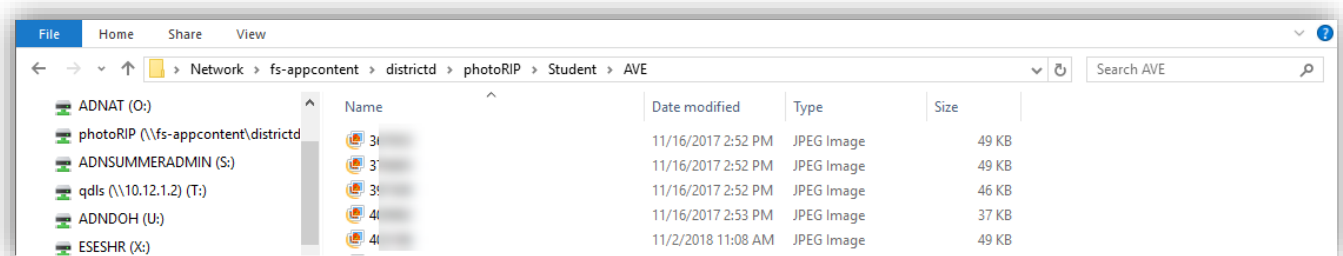 File Home Share View
Network > fs-appcontent > districtd > photoRIP > Student > AVE
Search AVE
ADNAT (O:)
photoRIP (\\fs-appcontent\districtd
ADNSUMMERADMIN (S:)
qdls (\\10.12.1.2) (T:)
ADNDOH (U:)
ESESHR (X:)
Name Date modified Type Size
11/16/2017 2:52 PM JPEG Image 49 KB
11/16/2017 2:52 PM JPEG Image 49 KB
39 11/16/2017 2:52 PM JPEG Image 46 KB
40 11/16/2017 2:53 PM JPEG Image 37 KB
40 11/2/2018 11:08 AM JPEG Image 49 KB